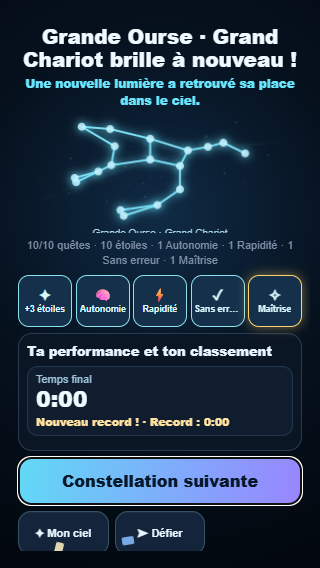 Grande Ourse · Grand
Chariot brille à nouveau !
Une nouvelle lumière a retrouvé sa place
dans le ciel.
Grande Ourse · Grand Chariot
10/10 quêtes · 10 étoiles · 1 Autonomie · 1 Rapidité · 1
Sans erreur · 1 Maîtrise
+3 étoiles
Autonomie
Rapidité
Sans err...
Maîtrise
Ta performance et ton classement
Temps final
0:00
Nouveau record ! · Record : 0:00
Constellation suivante
Mon ciel
Défier